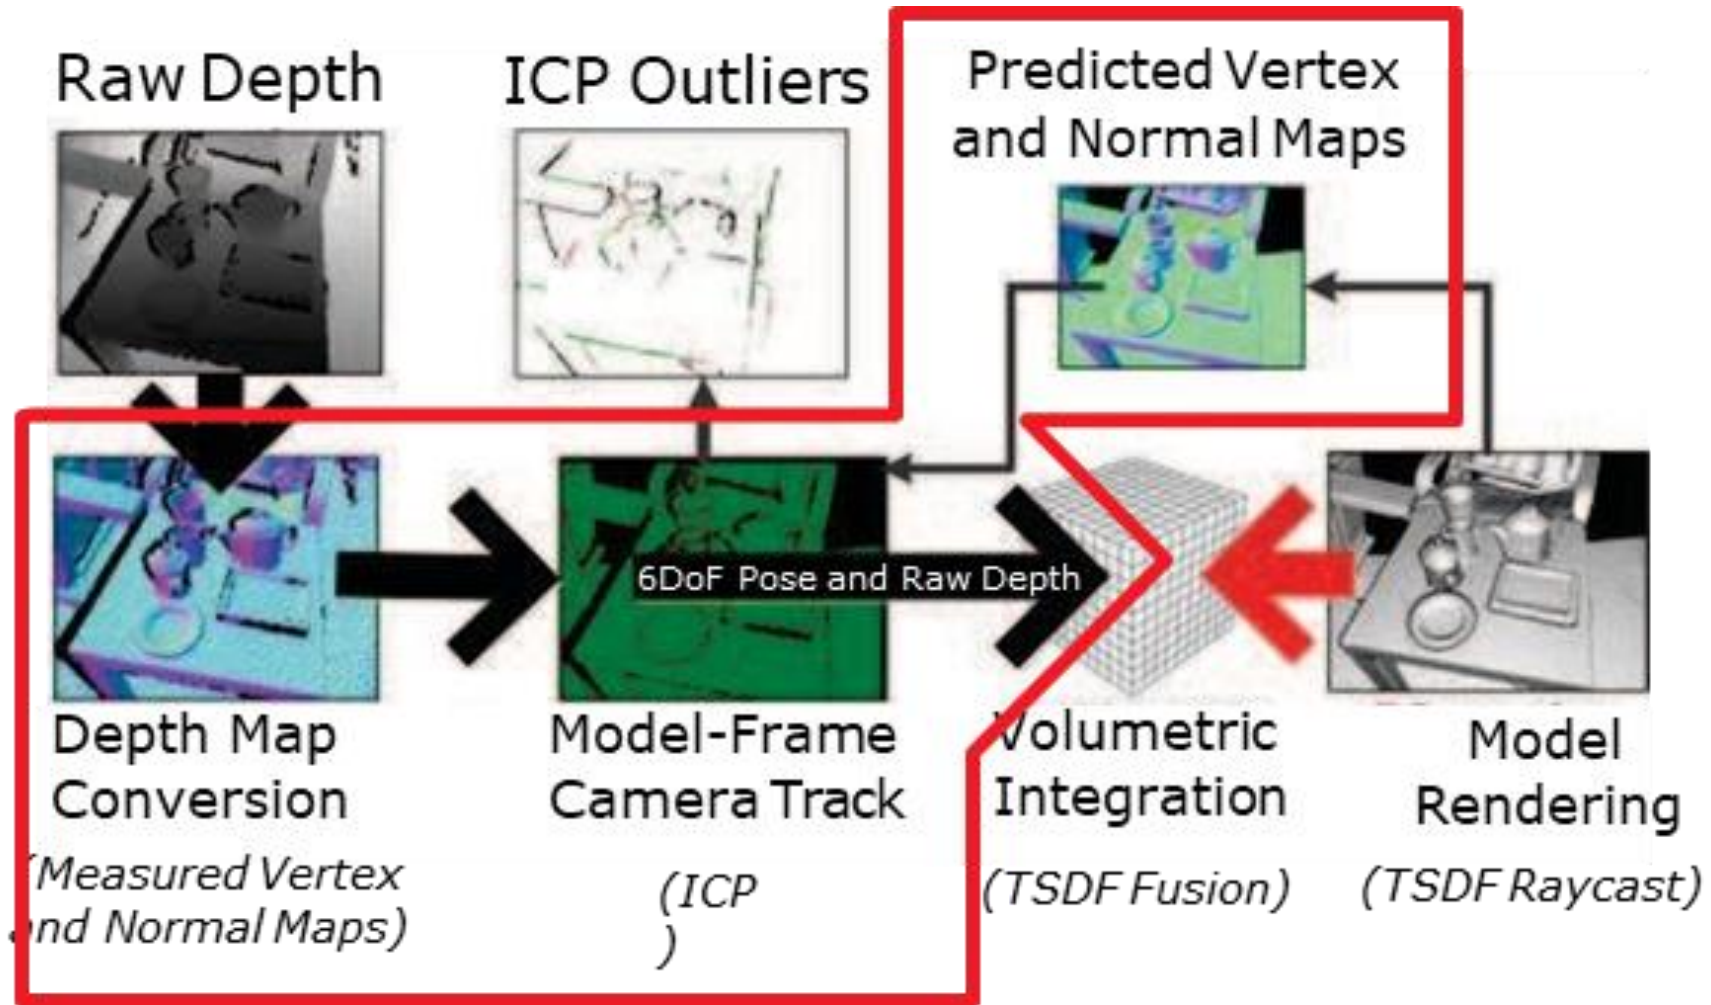 Raw Depth
ICP Outliers
Predicted Vertex
and Normal Maps
6DoF Pose and Raw Depth
Depth Map
Conversion
(Measured Vertex
and Normal Maps)
Model-Frame
Camera Track
(ICP
)
Volumetric
Integration
(TSDF Fusion)
Model
Rendering
(TSDF Raycast)